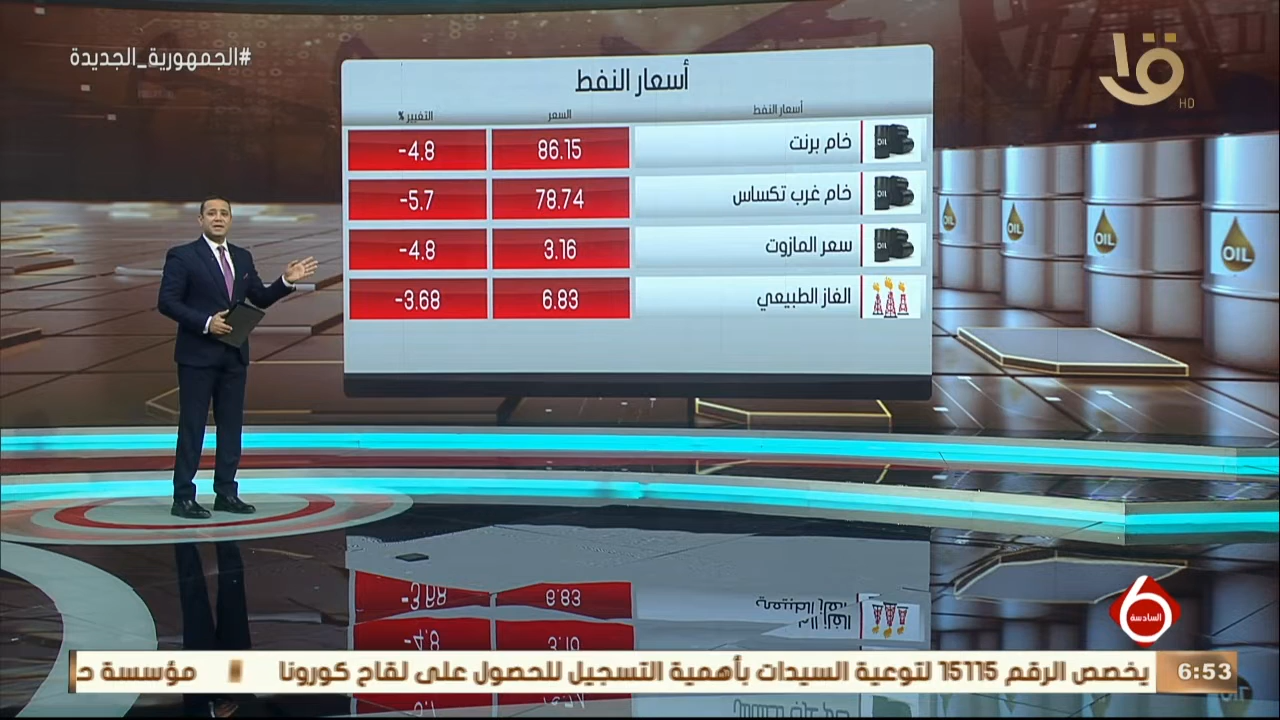 #الجمهورية_الجديدة
HD
أسعار النفط
أسعار النفط السعر التغيير %
خام برنت 86.15 -4.8
خام غرب تكساس 78.74 -5.7
سعر المازوت 3.16 -4.8
الغاز الطبيعي 6.83 -3.68
OIL OIL OIL OIL
السادسة
6:53 يخصص الرقم 15115 لتوعية السيدات بأهمية التسجيل للحصول على لقاح كورونا مؤسسة